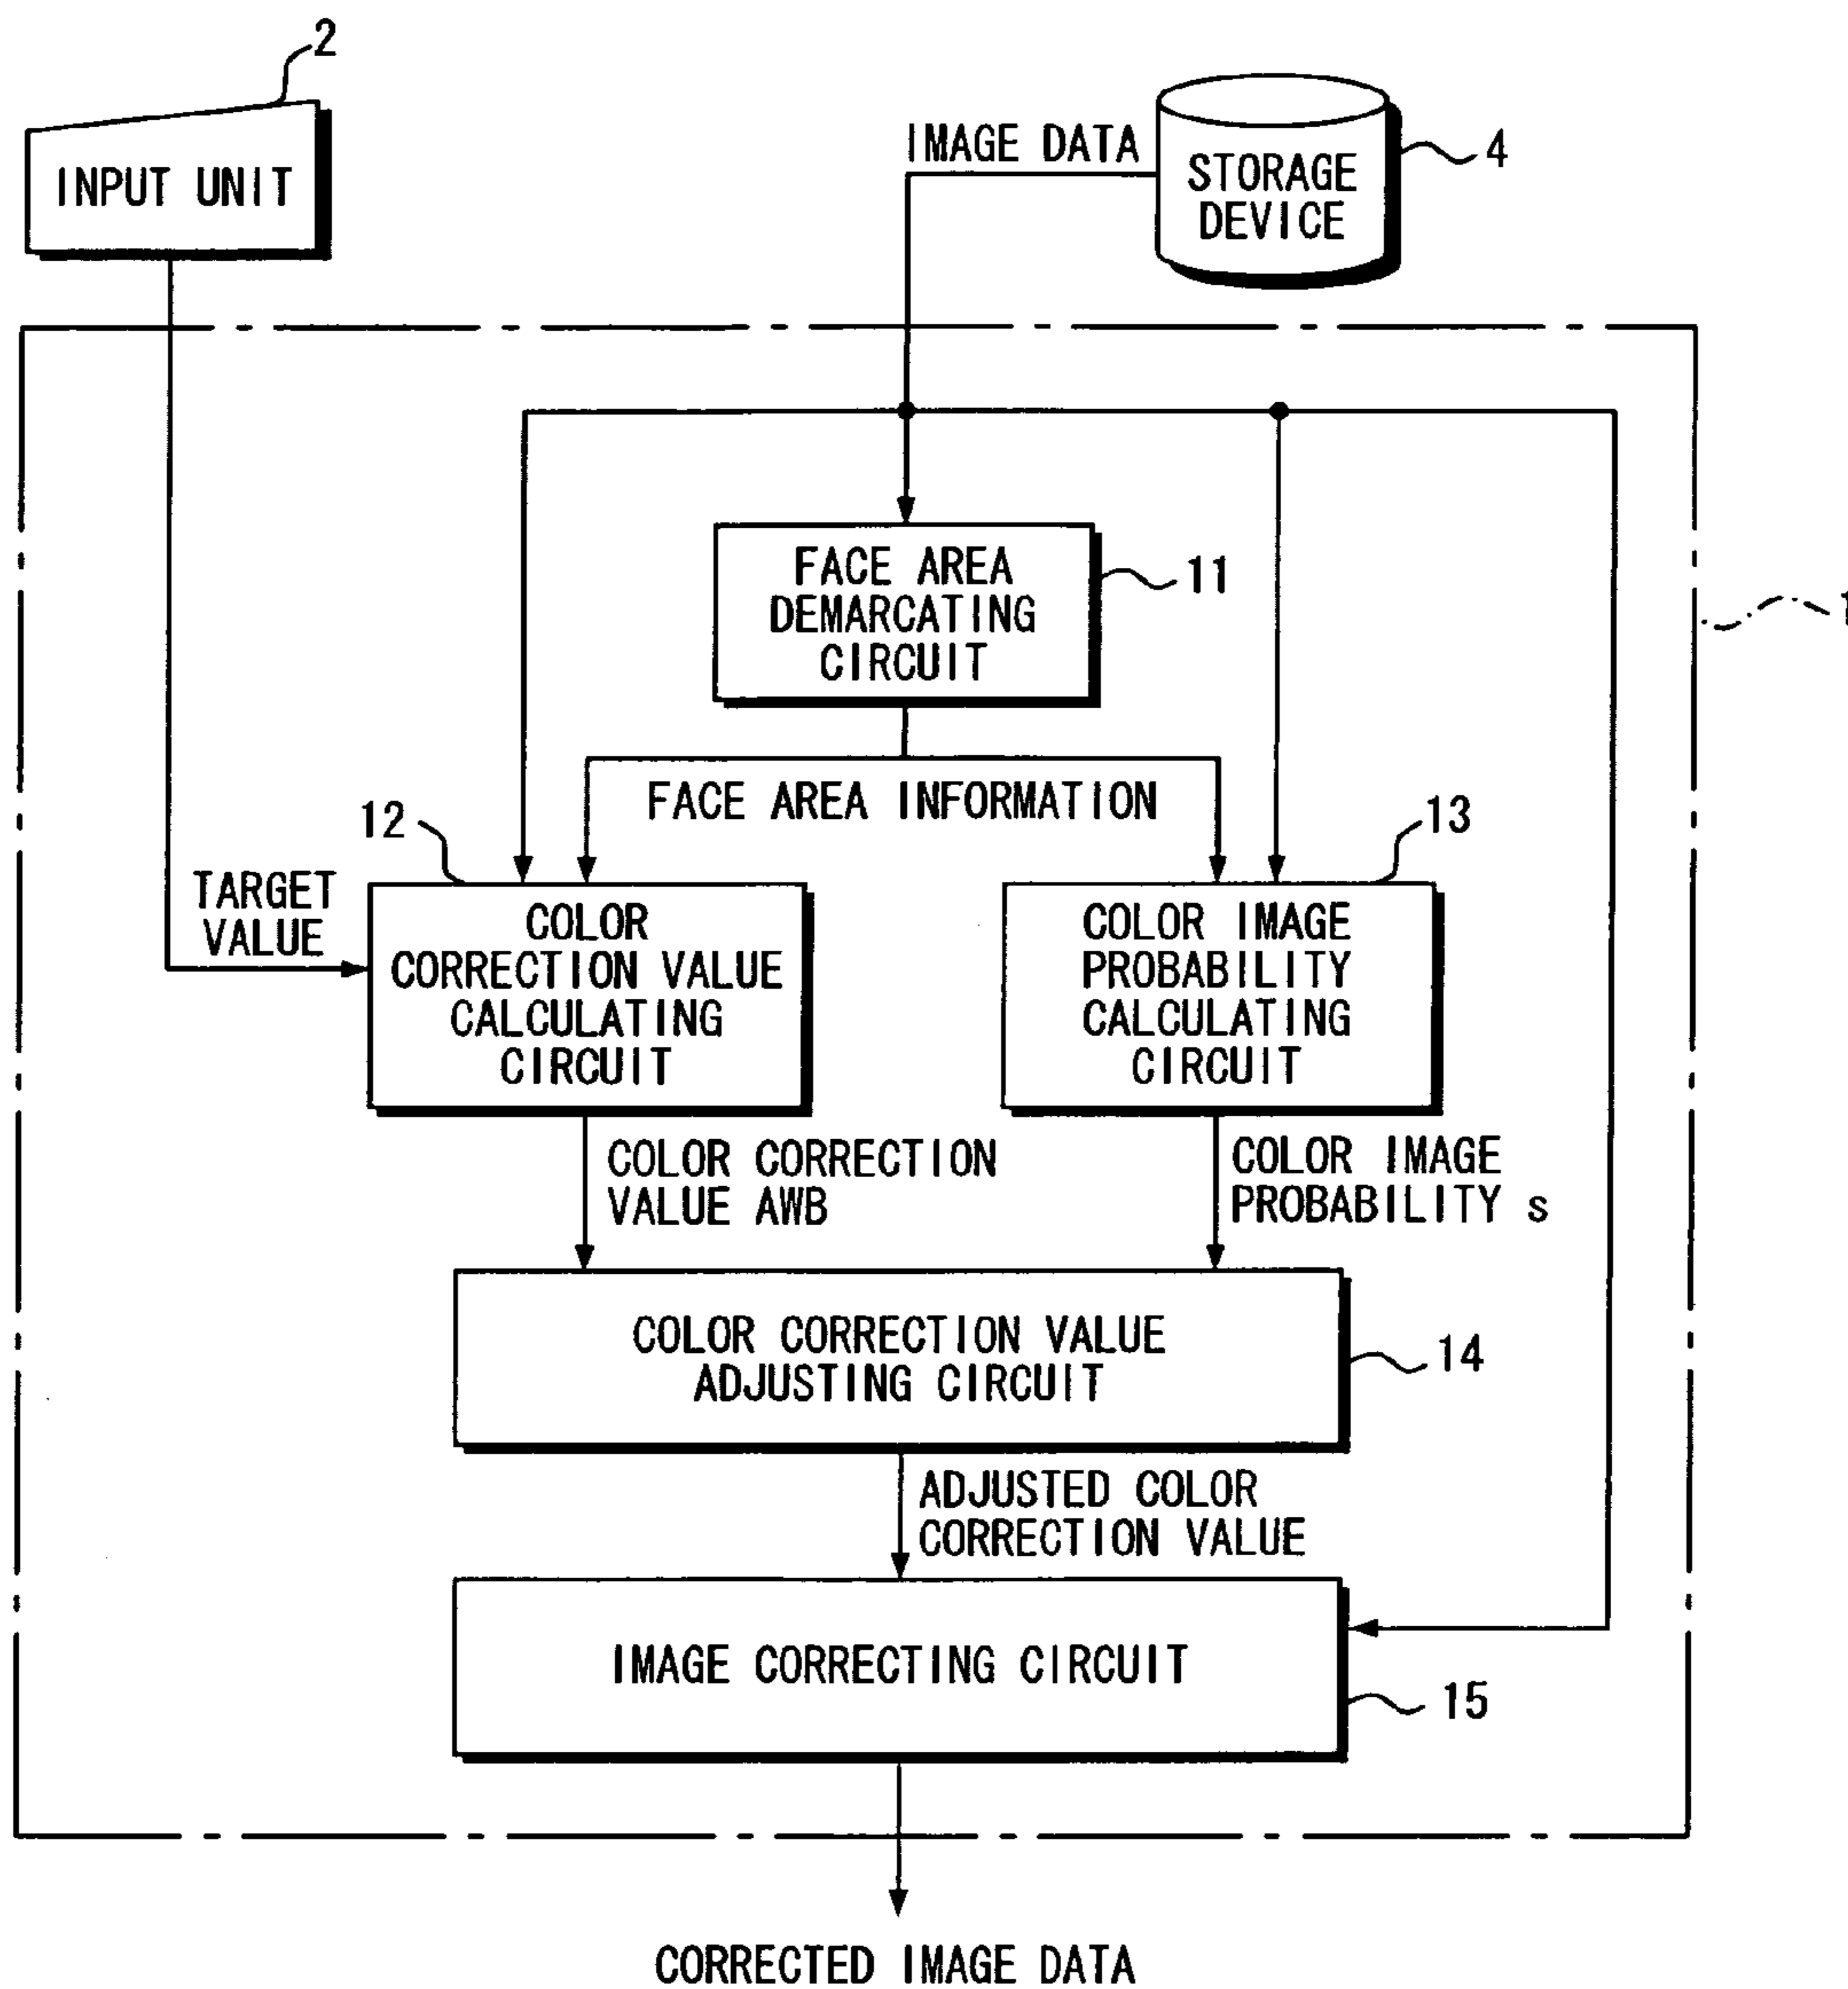 2
INPUT UNIT
IMAGE DATA
STORAGE
DEVICE
4
FACE AREA
DEMARCATING
CIRCUIT
11
1
FACE AREA INFORMATION
12
13
TARGET
VALUE
COLOR
CORRECTION VALUE
CALCULATING
CIRCUIT
COLOR IMAGE
PROBABILITY
CALCULATING
CIRCUIT
COLOR CORRECTION
VALUE AWB
COLOR IMAGE
PROBABILITY s
COLOR CORRECTION VALUE
ADJUSTING CIRCUIT
14
ADJUSTED COLOR
CORRECTION VALUE
IMAGE CORRECTING CIRCUIT
15
CORRECTED IMAGE DATA